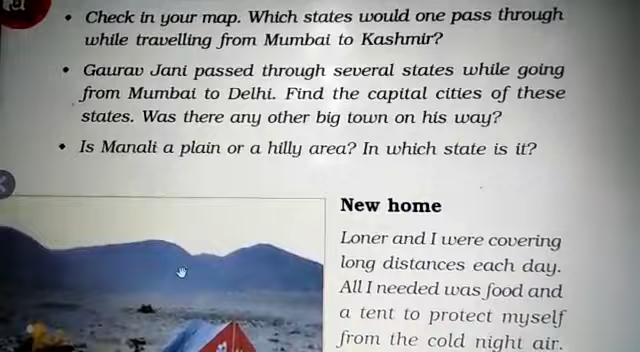 • Check in your map. Which states would one pass through
while travelling from Mumbai to Kashmir?
• Gaurav Jani passed through several states while going
from Mumbai to Delhi. Find the capital cities of these
states. Was there any other big town on his way?
• Is Manali a plain or a hilly area? In which state is it?
New home
Loner and I were covering
long distances each day.
All I needed was food and
a tent to protect myself
from the cold night air.